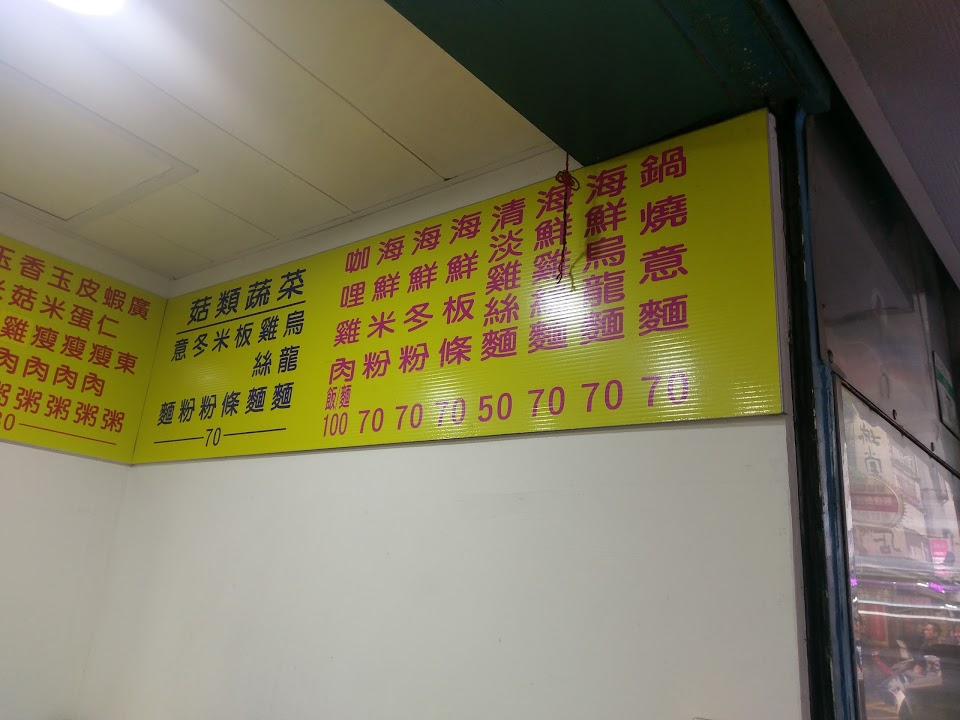 鍋燒意麵 70
海鮮烏龍麵 70
海鮮雞絲麵 70
清淡雞絲麵 50
海鮮板條 70
海鮮冬粉 70
海鮮米粉 70
咖哩雞肉飯麵 100
菇類蔬菜
烏龍麵
雞絲麵
板條
米粉
冬粉
意麵
70
廣東粥
蝦仁瘦肉粥
皮蛋瘦肉粥
玉米瘦肉粥
香菇雞肉粥